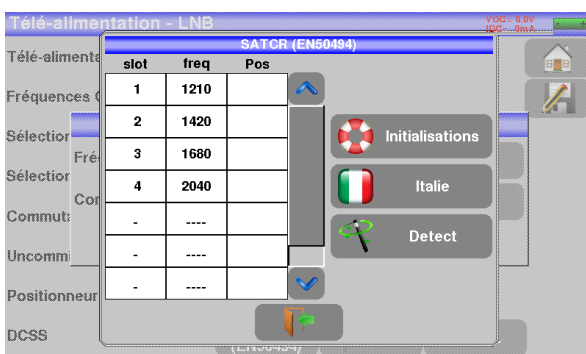 Télé-alimentation - LNB
VDC= 0.0V
IDC= 0mA
SATCR (EN50494)
Télé-alimenta
slot freq Pos
1 1210
Fréquences
2 1420
Initialisations
Sélection
3 1680
Fré
Sélection
4 2040
Italie
Cor
Commut
- ----
Detect
Uncomm
- ----
Positionneur
- ----
DCSS
(EN50494)